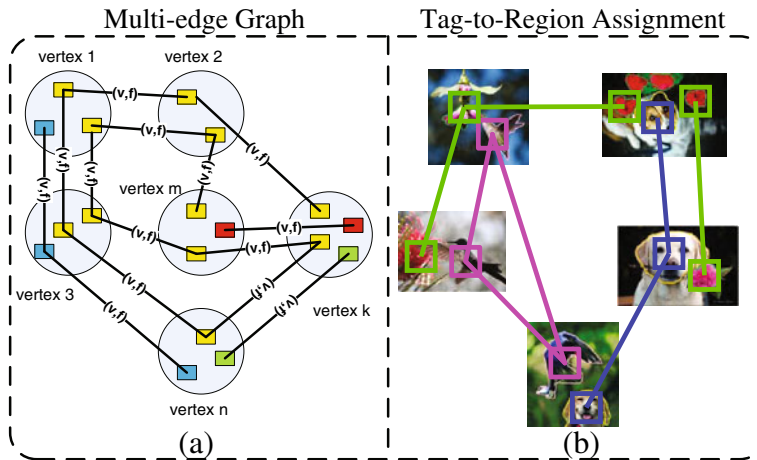 Multi-edge Graph
Tag-to-Region Assignment
vertex 1
vertex 2
(v,f)
(v,f)
(v,f)
(v,f)
(v,f)
(v,f)
(v,f)
vertex m
(v,f)
(v,f)
(v,f)
vertex 3
vertex k
(v,f)
(v,f)
(v,f)
(v,f)
vertex n
(a)
(b)